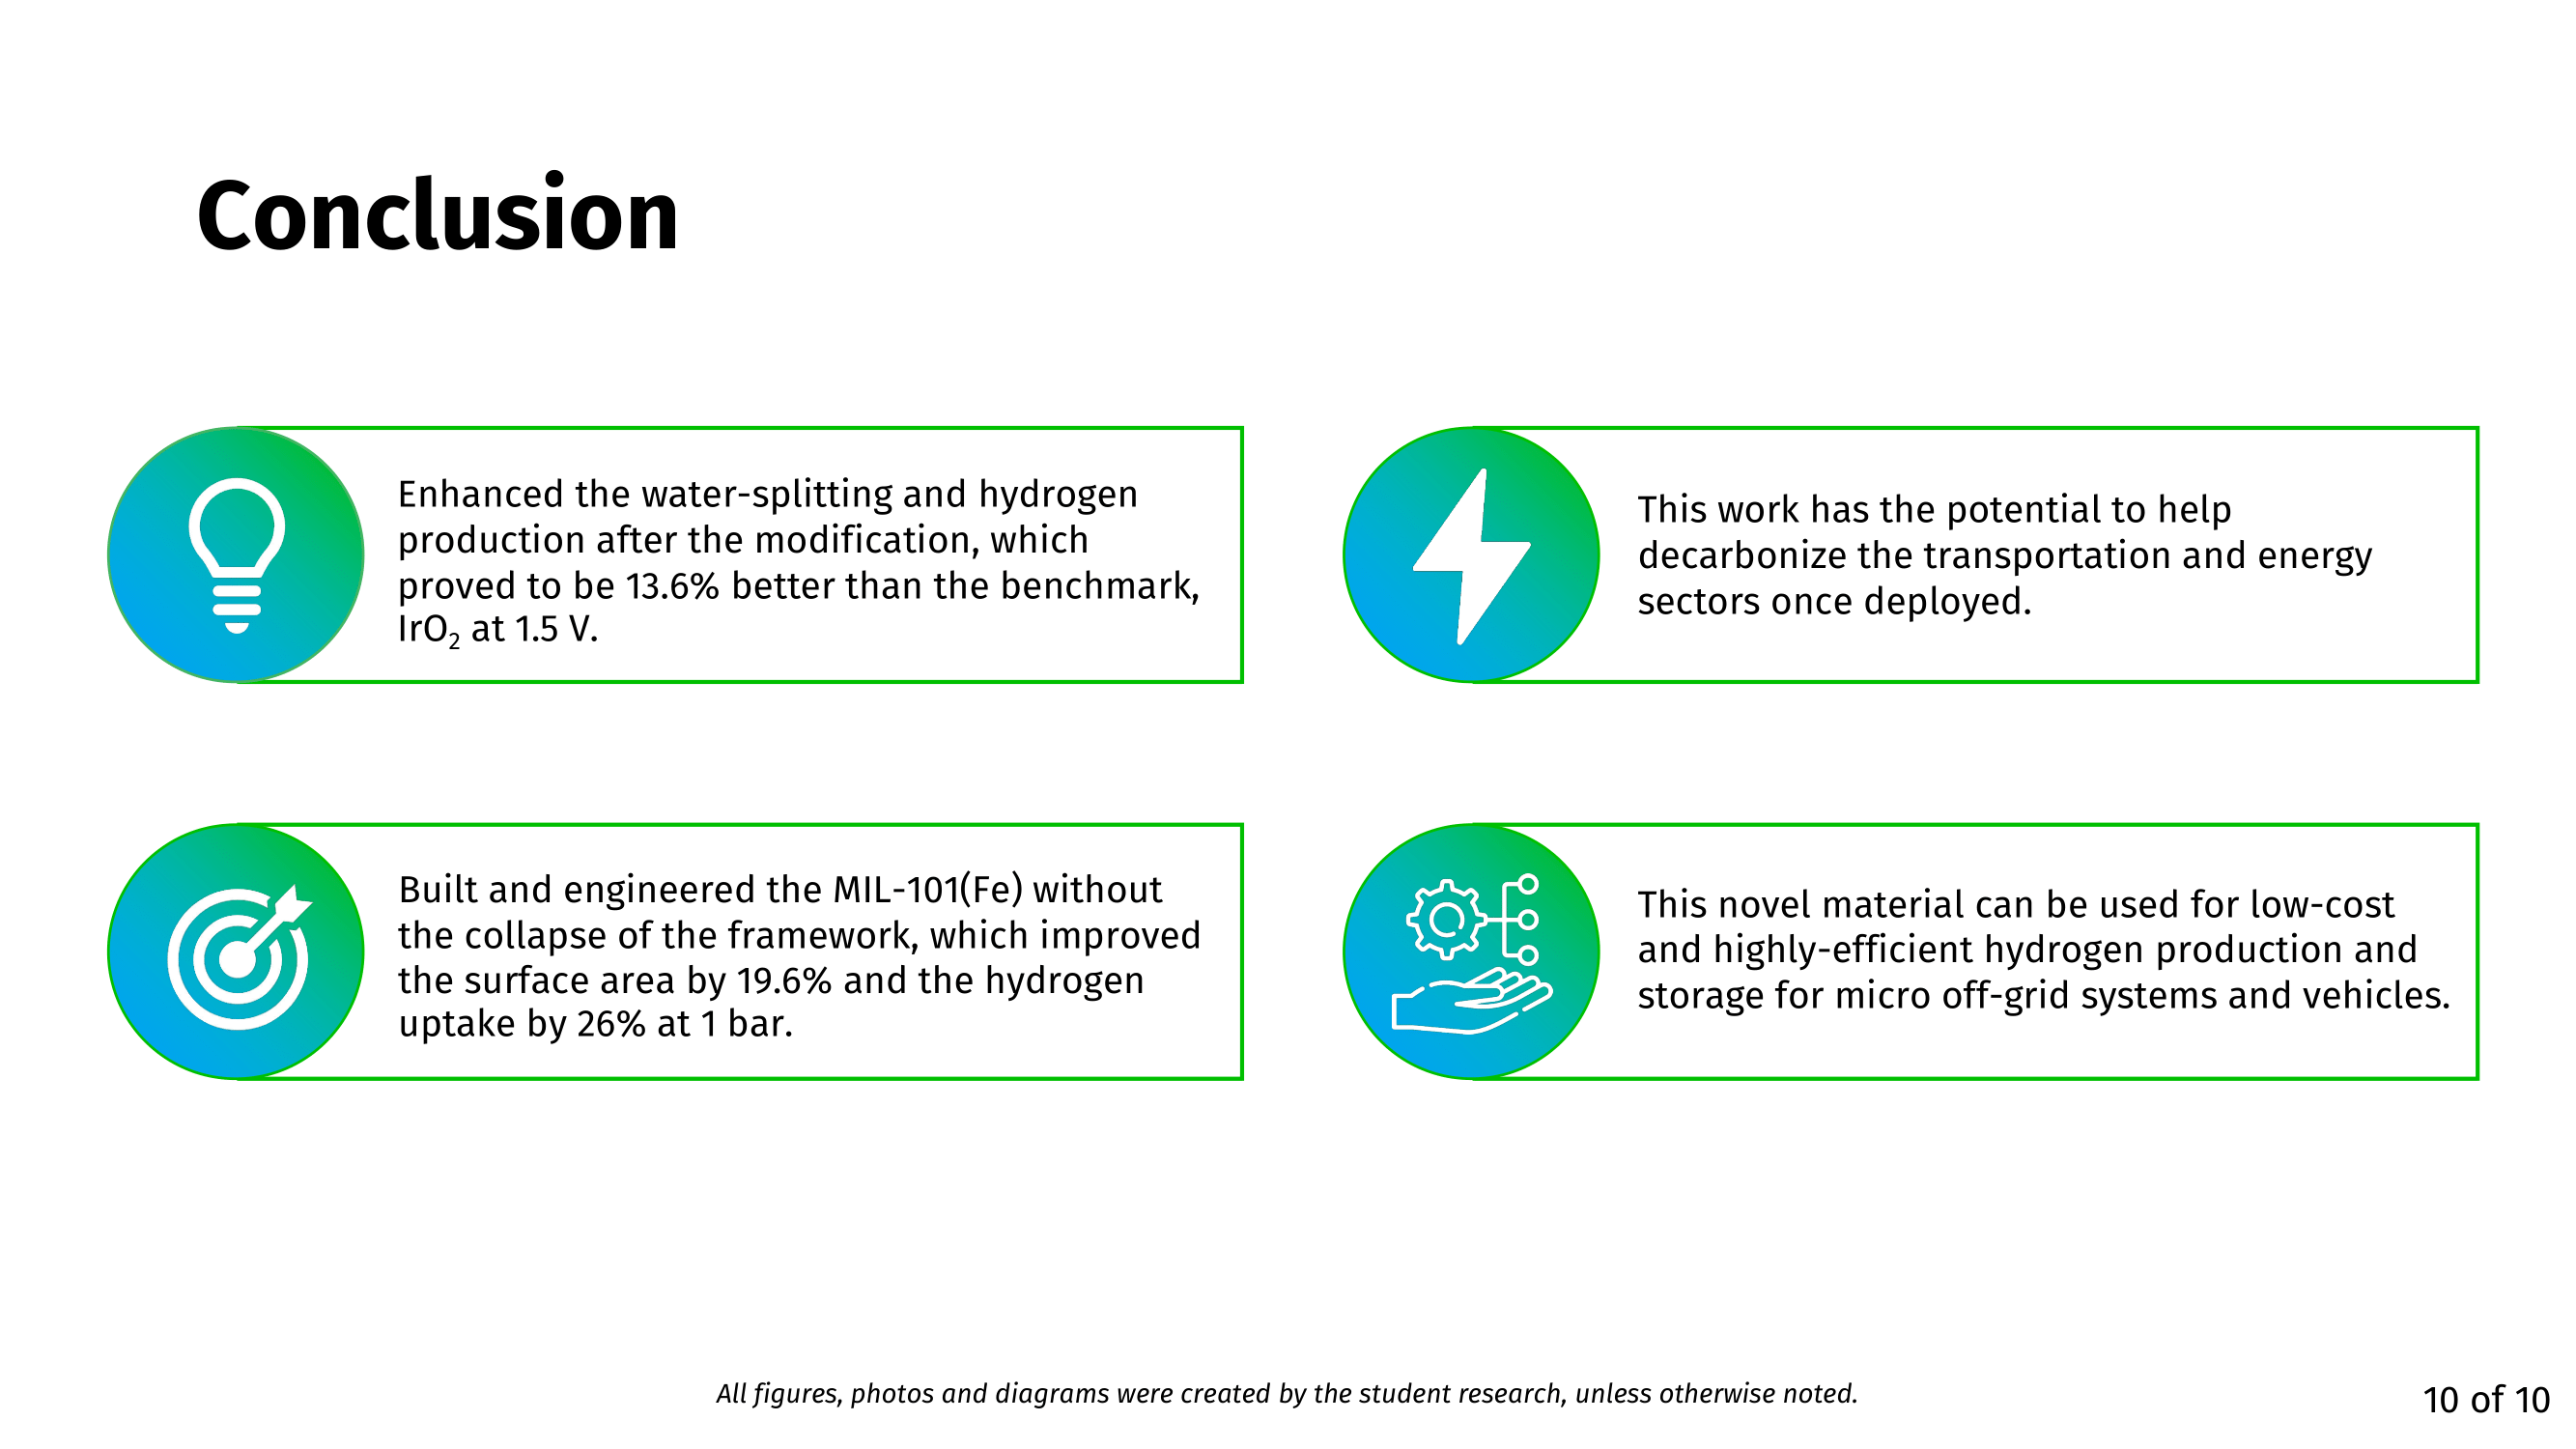 Conclusion
Enhanced the water-splitting and hydrogen
production after the modification, which
proved to be 13.6% better than the benchmark,
IrO₂ at 1.5 V.
This work has the potential to help
decarbonize the transportation and energy
sectors once deployed.
Built and engineered the MIL-101(Fe) without
the collapse of the framework, which improved
the surface area by 19.6% and the hydrogen
uptake by 26% at 1 bar.
This novel material can be used for low-cost
and highly-efficient hydrogen production and
storage for micro off-grid systems and vehicles.
All figures, photos and diagrams were created by the student research, unless otherwise noted.
10 of 10